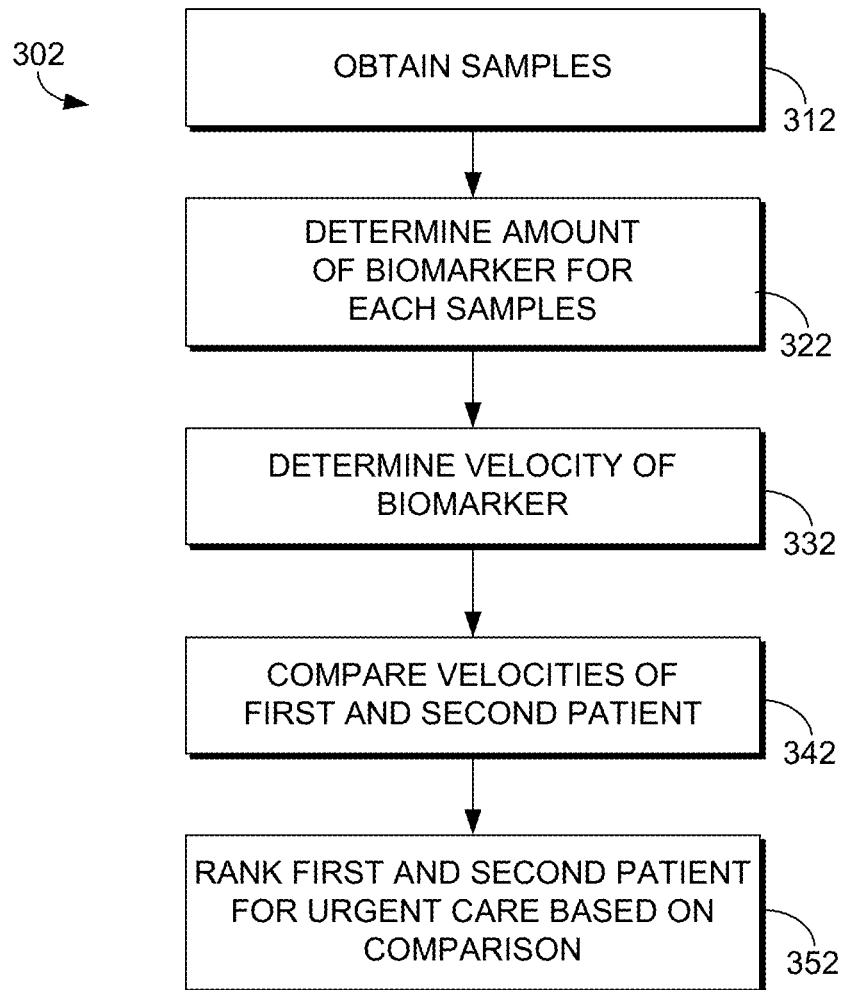 302
OBTAIN SAMPLES
312
DETERMINE AMOUNT
OF BIOMARKER FOR
EACH SAMPLES
322
DETERMINE VELOCITY OF
BIOMARKER
332
COMPARE VELOCITIES OF
FIRST AND SECOND PATIENT
342
RANK FIRST AND SECOND PATIENT
FOR URGENT CARE BASED ON
COMPARISON
352